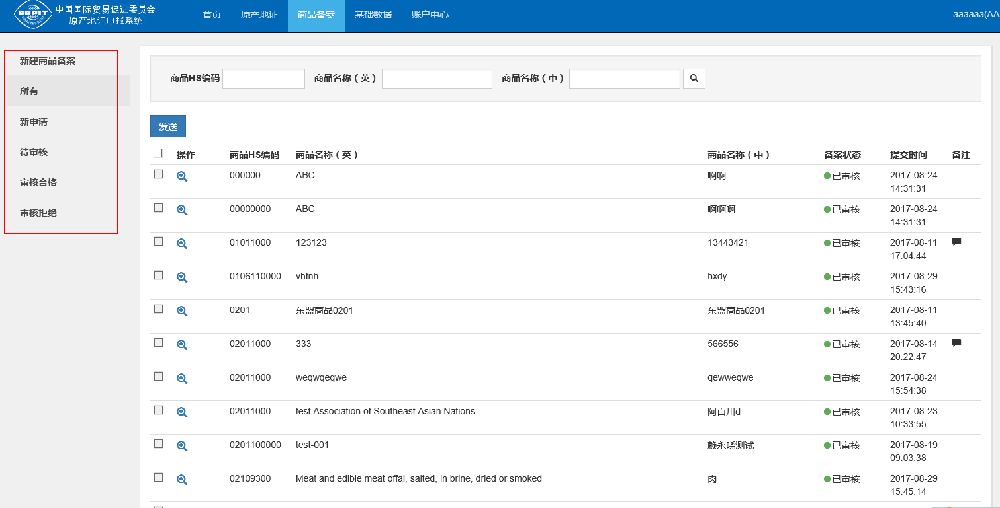 CCPIT
中国国际贸易促进委员会
原产地证申报系统
首页 原产地证 商品备案 基础数据 账户中心 aaaaaa(AA
新建商品备案
所有
新申请
待审核
审核合格
审核拒绝
商品HS编码 商品名称（英） 商品名称（中）
发送
操作 商品HS编码 商品名称（英） 商品名称（中） 备案状态 提交时间 备注
000000 ABC 啊啊 已审核 2017-08-24
14:31:31
00000000 ABC 啊啊啊 已审核 2017-08-24
14:31:31
01011000 123123 13443421 已审核 2017-08-11
17:04:44
0106110000 vhfnh hxdy 已审核 2017-08-29
15:43:16
0201 东盟商品0201 东盟商品0201 已审核 2017-08-11
13:45:40
02011000 333 566556 已审核 2017-08-14
20:22:47
02011000 weqwqeqwe qewweqwe 已审核 2017-08-24
15:54:38
02011000 test Association of Southeast Asian Nations 阿百川d 已审核 2017-08-23
10:33:55
0201100000 test-001 赖永晓测试 已审核 2017-08-19
09:03:38
02109300 Meat and edible meat offal, salted, in brine, dried or smoked 肉 已审核 2017-08-29
15:45:14